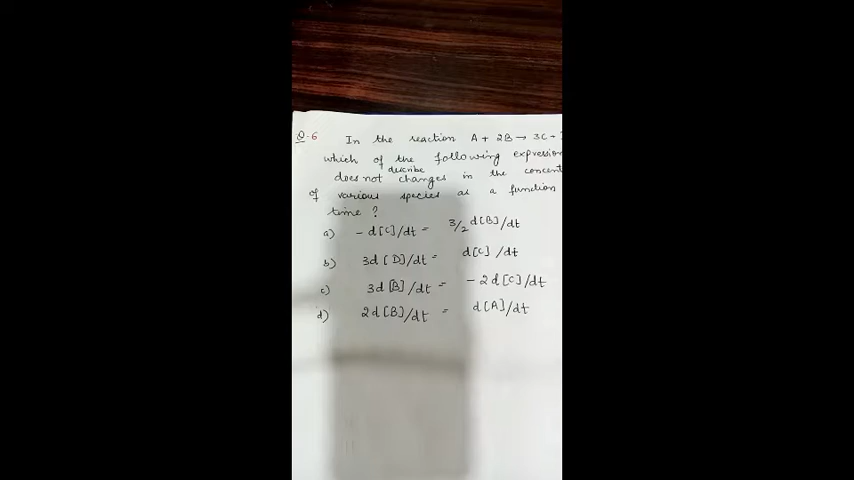 Q.6 In the reaction A + 2B → 3C +
which of the following expression
describe
does not changes in the concent
of various species as a function
time ?
a) - d[C]/dt = 3/2 d[B]/dt
b) 3d[D]/dt = d[C]/dt
c) 3d[B]/dt = - 2d[C]/dt
d) 2d[B]/dt = d[A]/dt